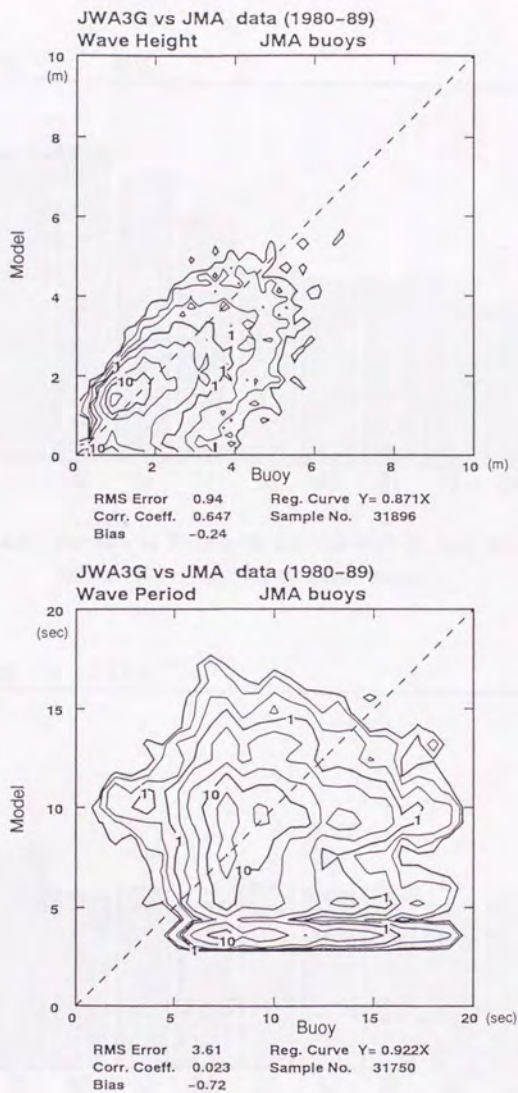 JWA3G vs JMA data (1980–89)
Wave Height JMA buoys
10
(m)
8
6
4
2
0
Model
1
1
1
1
10
10
0 2 4 6 8 10 (m)
Buoy
RMS Error 0.94 Reg. Curve Y= 0.871X
Corr. Coeff. 0.647 Sample No. 31896
Bias -0.24
JWA3G vs JMA data (1980–89)
Wave Period JMA buoys
20
(sec)
15
10
5
0
Model
1
1
1
1
10
10
1
1
10
1
0 5 10 15 20 (sec)
Buoy
RMS Error 3.61 Reg. Curve Y= 0.922X
Corr. Coeff. 0.023 Sample No. 31750
Bias -0.72